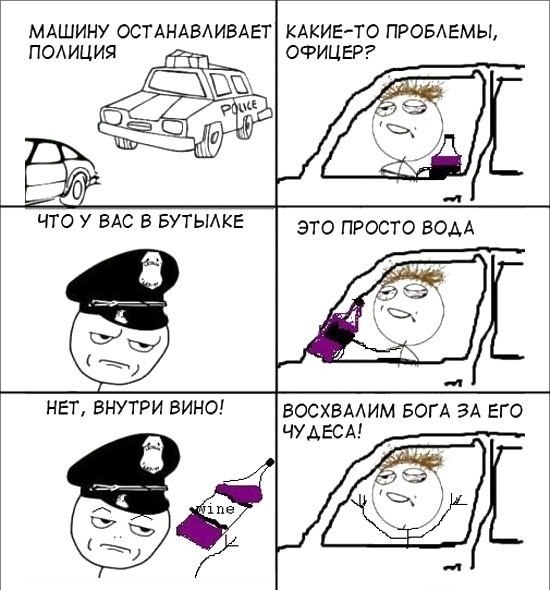 МАШИНУ ОСТАНАВЛИВАЕТ
ПОЛИЦИЯ
POLICE
КАКИЕ-ТО ПРОБЛЕМЫ,
ОФИЦЕР?
ЧТО У ВАС В БУТЫЛКЕ
ЭТО ПРОСТО ВОДА
НЕТ, ВНУТРИ ВИНО!
wine
ВОСХВАЛИМ БОГА ЗА ЕГО
ЧУДЕСА!